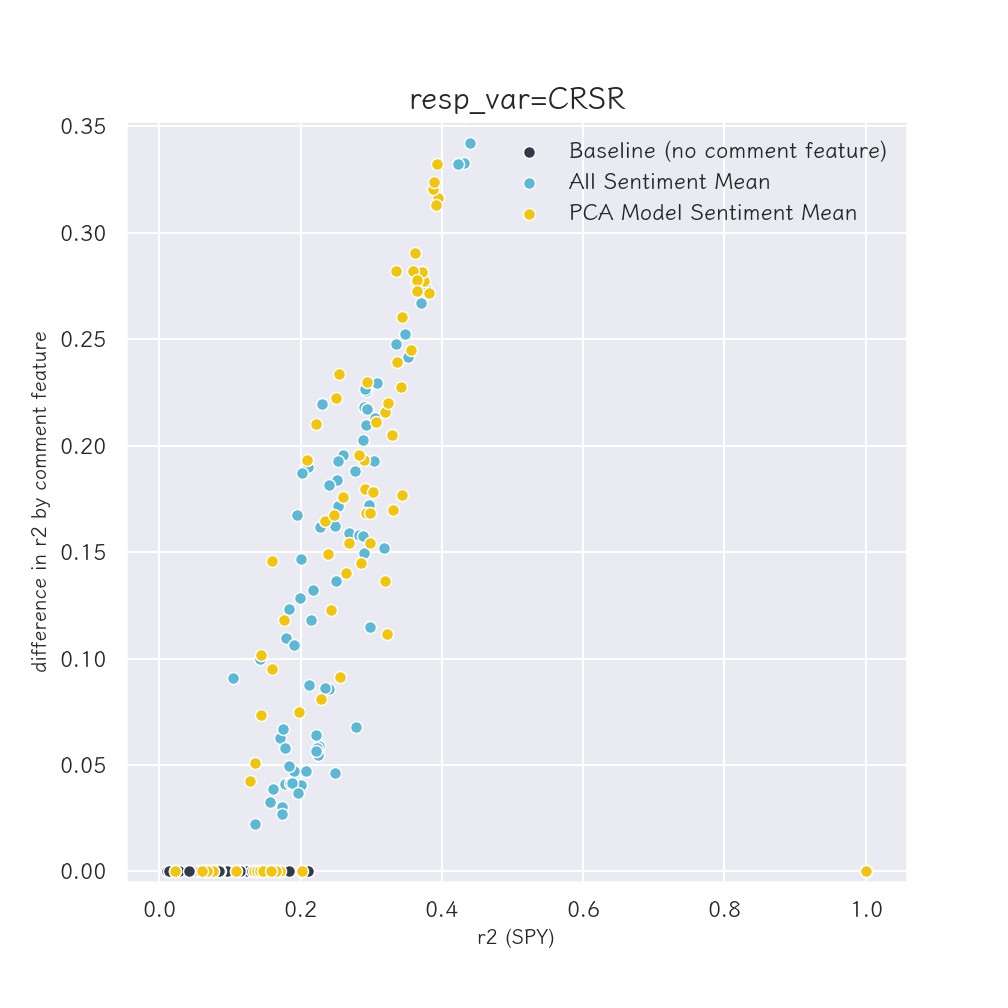 resp_var=CRSR
0.35
0.30
0.25
0.20
0.15
0.10
0.05
0.00
difference in r2 by comment feature
Baseline (no comment feature)
All Sentiment Mean
PCA Model Sentiment Mean
0.0 0.2 0.4 0.6 0.8 1.0
r2 (SPY)